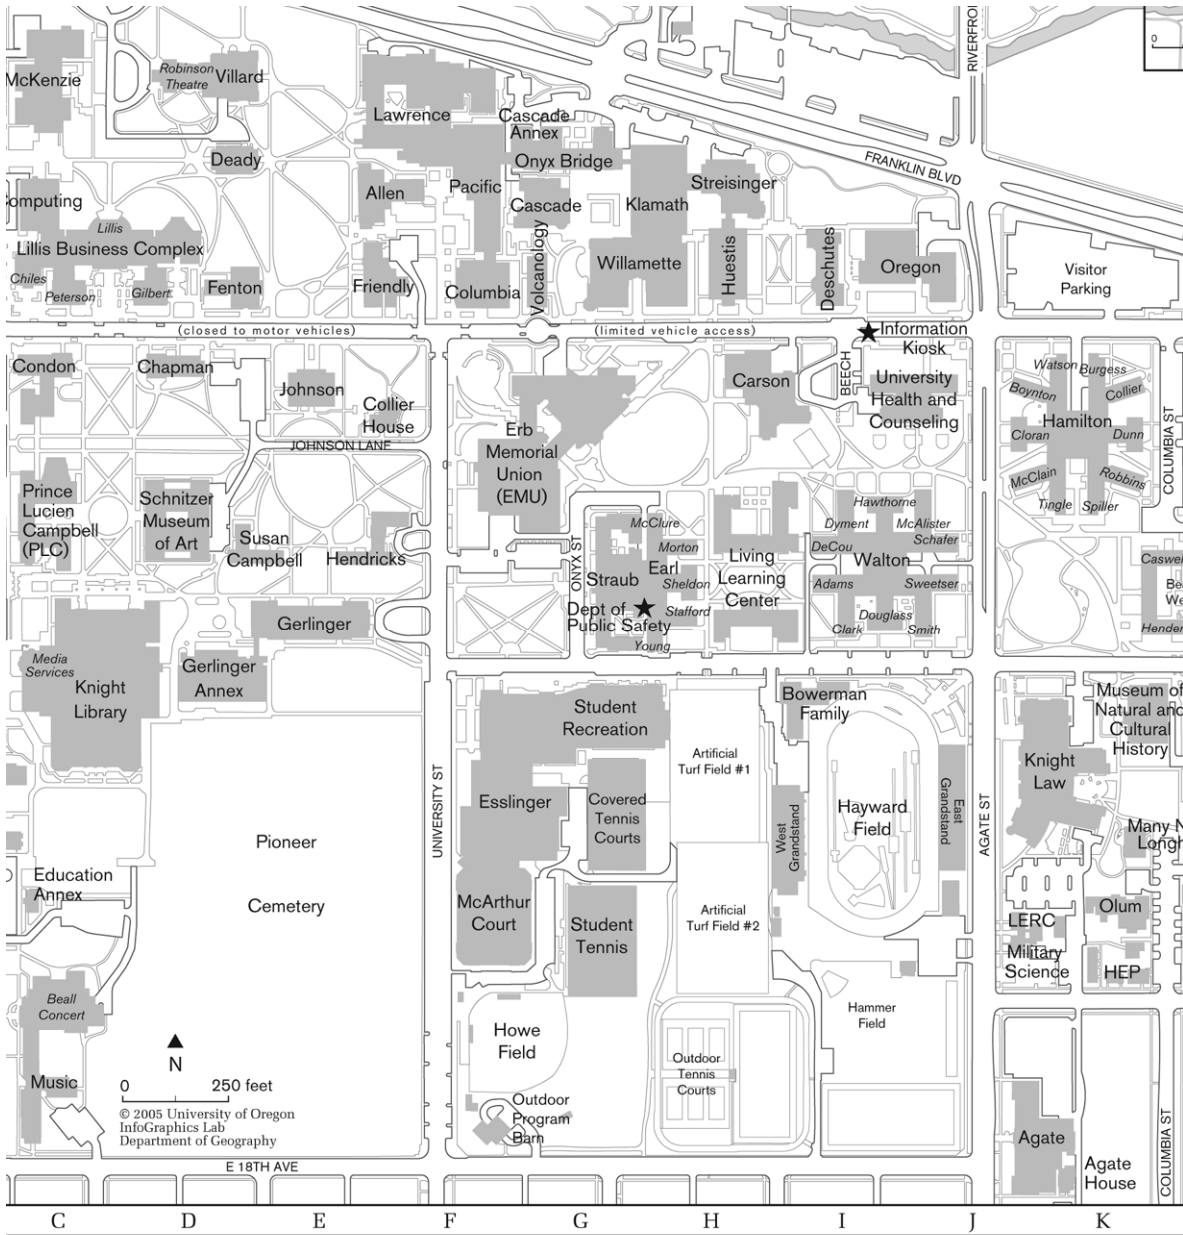 RIVERFRON
McKenzie
Robinson
Theatre
Villard
Lawrence
Cascade
Annex
Deady
Onyx Bridge
FRANKLIN BLVD
Allen
Pacific
Streisinger
Computing
Cascade
Klamath
Lillis
Lillis Business Complex
Volcanology
Willamette
Huestis
Deschutes
Oregon
Visitor
Parking
Chiles
Peterson
Gilbert
Fenton
Friendly
Columbia
(closed to motor vehicles)
(limited vehicle access)
Information
Kiosk
Condon
Chapman
Johnson
Collier
House
JOHNSON LANE
Carson
BEECH
University
Health and
Counseling
Watson
Burgess
Boynton
Collier
Hamilton
Cloran
Dunn
McClain
Robbins
Tingle
Spiller
COLUMBIA ST
Erb
Memorial
Union
(EMU)
Prince
Lucien
Campbell
(PLC)
Schnitzer
Museum
of Art
Susan
Campbell
Hendricks
ONYX ST
McClure
Morton
Straub
Earl
Sheldon
Dept of
Public Safety
Stafford
Young
Living
Learning
Center
Hawthorne
Dyment
McAlister
DeCou
Schafer
Walton
Adams
Sweetser
Douglass
Clark
Smith
Caswel
Be
We
Hender
Gerlinger
Media
Services
Knight
Library
Gerlinger
Annex
Student
Recreation
Bowerman
Family
Museum of
Natural and
Cultural
History
Artificial
Turf Field #1
Knight
Law
UNIVERSITY ST
Esslinger
Covered
Tennis
Courts
West
Grandstand
Hayward
Field
East
Grandstand
AGATE ST
Many N
Longh
Pioneer
Cemetery
Education
Annex
McArthur
Court
Student
Tennis
Artificial
Turf Field #2
LERC
Olum
Military
Science
HEP
Beall
Concert
Howe
Field
Hammer
Field
N
0
250 feet
Music
Outdoor
Tennis
Courts
© 2005 University of Oregon
InfoGraphics Lab
Department of Geography
Outdoor
Program
Barn
Agate
Agate
House
COLUMBIA ST
E 18TH AVE
C D E F G H I J K